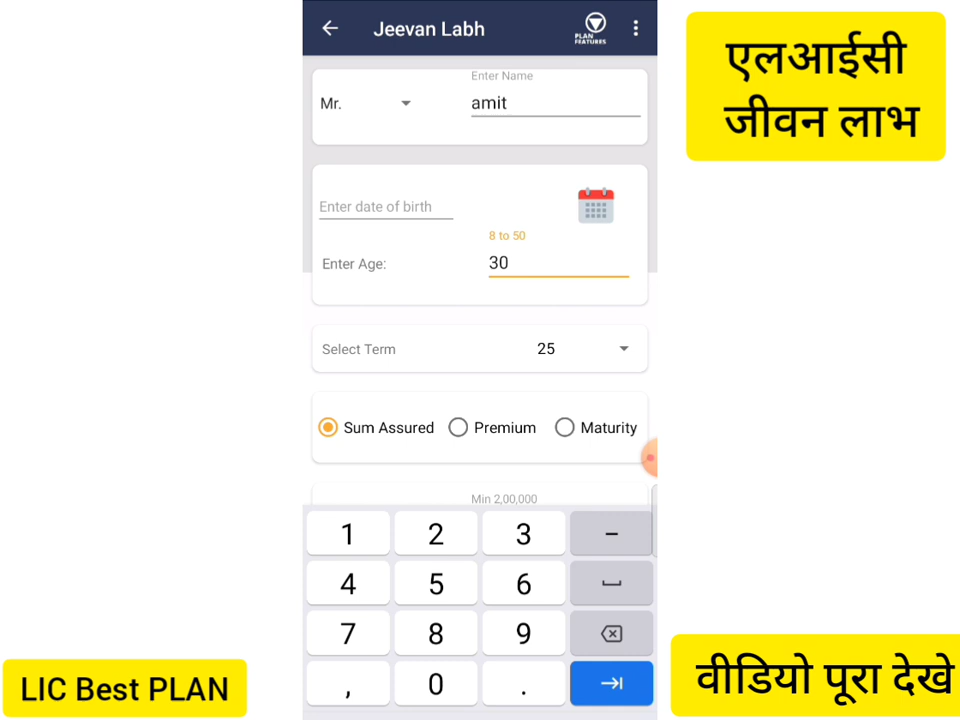 Jeevan Labh
PLAN
FEATURES
एलआईसी
जीवन लाभ
Enter Name
Mr.
amit
Enter date of birth
8 to 50
Enter Age:
30
Select Term
25
Sum Assured
Premium
Maturity
Min 2,00,000
1 2 3 –
4 5 6
7 8 9
, 0 .
LIC Best PLAN
वीडियो पूरा देखे